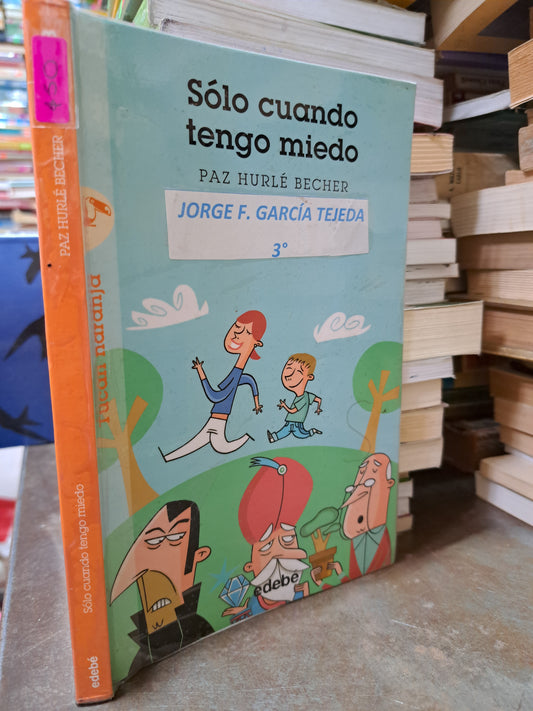 Sólo cuando
tengo miedo
PAZ HURLÉ BECHER
JORGE F. GARCÍA TEJEDA
3°
edebé
PAZ HURLÉ BECHER
Tucán naranja
Sólo cuando tengo miedo
edebé